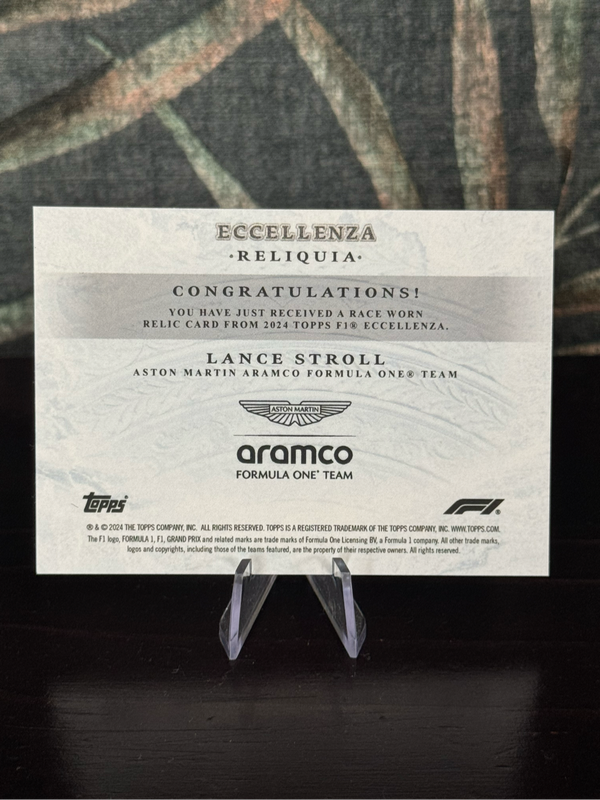 ECCELLENZA
·RELIQUIA·
CONGRATULATIONS!
YOU HAVE JUST RECEIVED A RACE WORN
RELIC CARD FROM 2024 TOPPS F1® ECCELLENZA.
LANCE STROLL
ASTON MARTIN ARAMCO FORMULA ONE® TEAM
ASTON MARTIN
aramco
FORMULA ONE® TEAM
topps®
F1®
® & © 2024 THE TOPPS COMPANY, INC. ALL RIGHTS RESERVED. TOPPS IS A REGISTERED TRADEMARK OF THE TOPPS COMPANY, INC. WWW.TOPPS.COM.
The F1 logo, FORMULA 1, F1, GRAND PRIX and related marks are trade marks of Formula One Licensing BV, a Formula 1 company. All other trade marks,
logos and copyrights, including those of the teams featured, are the property of their respective owners. All rights reserved.